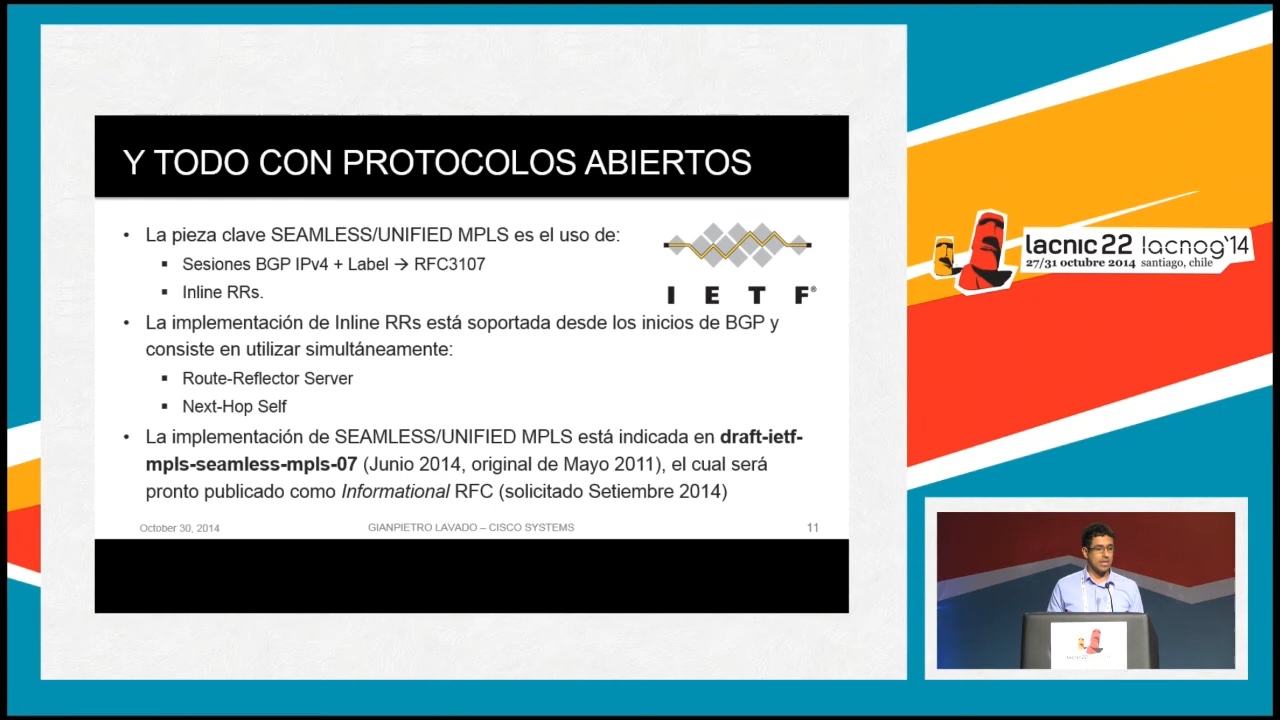 Y TODO CON PROTOCOLOS ABIERTOS
• La pieza clave SEAMLESS/UNIFIED MPLS es el uso de:
▪ Sesiones BGP IPv4 + Label → RFC3107
▪ Inline RRs.
I E T F®
• La implementación de Inline RRs está soportada desde los inicios de BGP y
consiste en utilizar simultáneamente:
▪ Route-Reflector Server
▪ Next-Hop Self
• La implementación de SEAMLESS/UNIFIED MPLS está indicada en draft-ietf-
mpls-seamless-mpls-07 (Junio 2014, original de Mayo 2011), el cual será
pronto publicado como Informational RFC (solicitado Setiembre 2014)
October 30, 2014 GIANPIETRO LAVADO – CISCO SYSTEMS 11
lacnic 22 lacnog'14
27/31 octubre 2014 santiago, chile